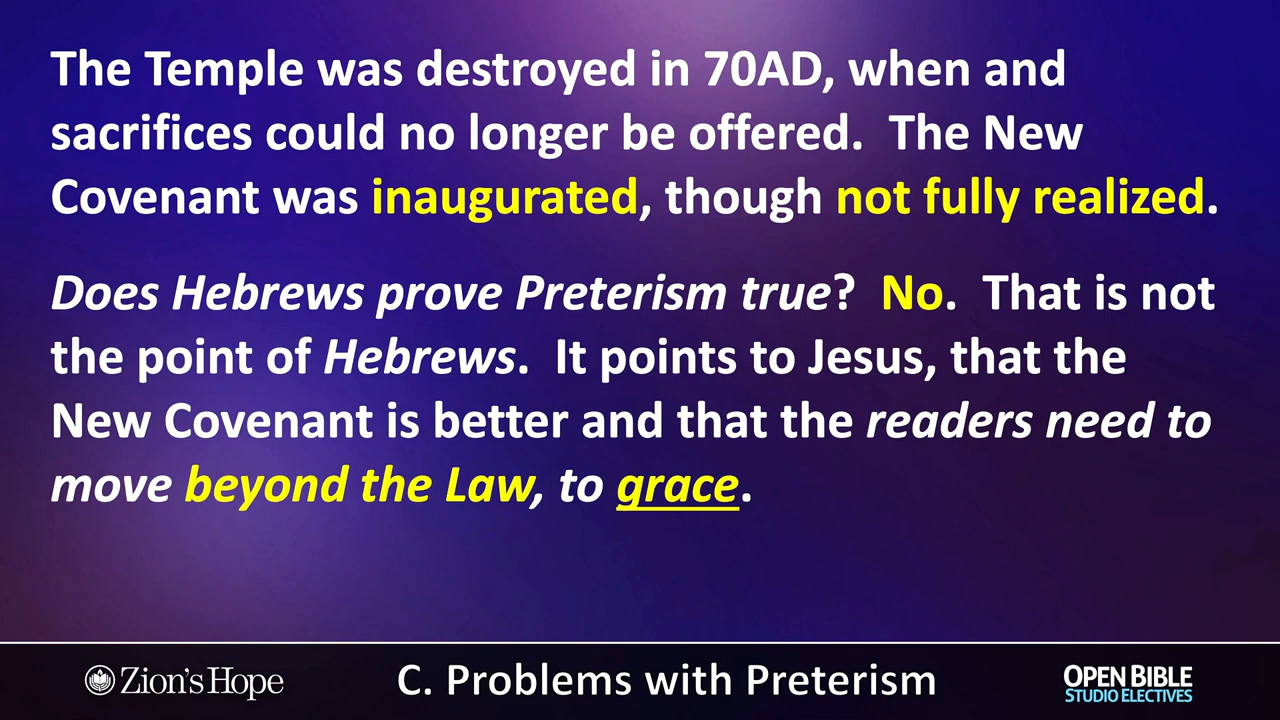 The Temple was destroyed in 70AD, when and
sacrifices could no longer be offered.  The New
Covenant was inaugurated, though not fully realized.
Does Hebrews prove Preterism true?  No.  That is not
the point of Hebrews.  It points to Jesus, that the
New Covenant is better and that the readers need to
move beyond the Law, to grace.
Zion's Hope
C. Problems with Preterism
OPEN BIBLE
STUDIO ELECTIVES